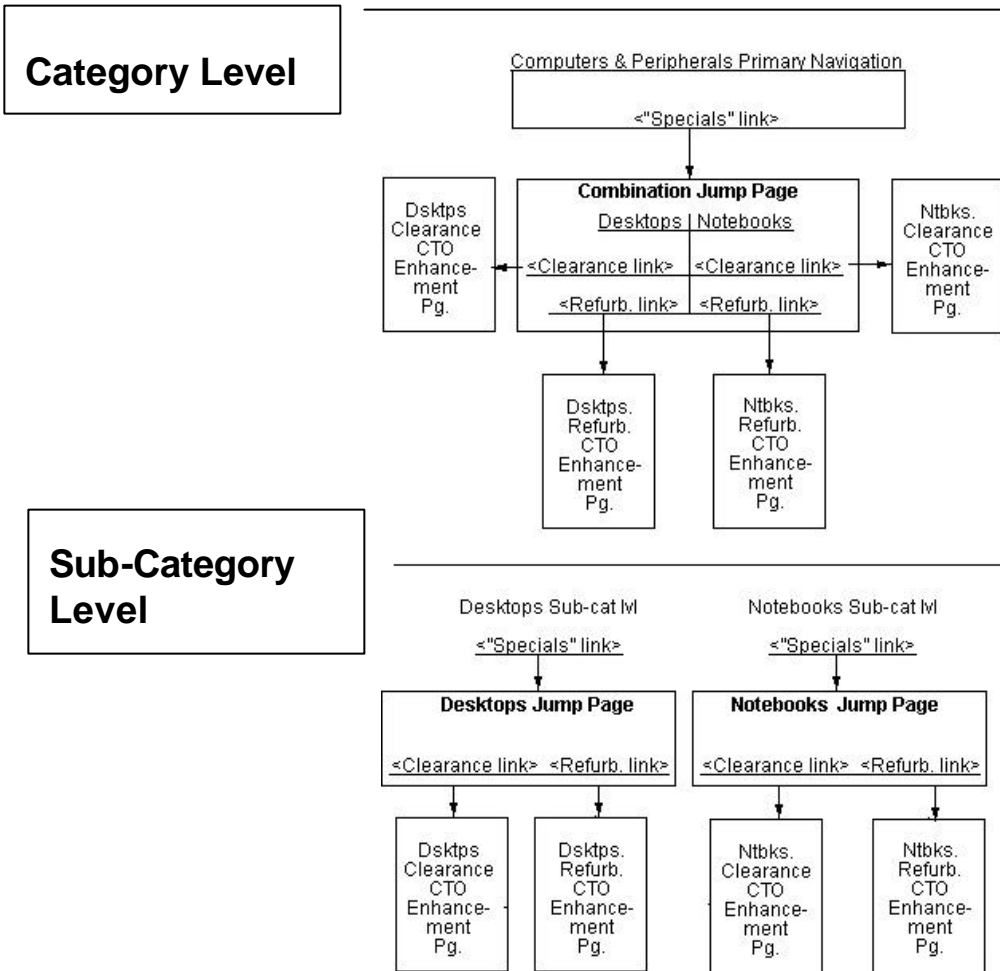 Category Level
Computers & Peripherals Primary Navigation
<"Specials" link>
Combination Jump Page
Desktops Notebooks
<Clearance link> <Clearance link>
<Refurb. link> <Refurb. link>
Dsktps
Clearance
CTO
Enhance-
ment
Pg.
Ntbks.
Clearance
CTO
Enhance-
ment
Pg.
Dsktps.
Refurb.
CTO
Enhance-
ment
Pg.
Ntbks.
Refurb.
CTO
Enhance-
ment
Pg.
Sub-Category
Level
Desktops Sub-cat lvl
<"Specials" link>
Desktops Jump Page
<Clearance link> <Refurb. link>
Dsktps
Clearance
CTO
Enhance-
ment
Pg.
Dsktps.
Refurb.
CTO
Enhance-
ment
Pg.
Notebooks Sub-cat lvl
<"Specials" link>
Notebooks Jump Page
<Clearance link> <Refurb. link>
Ntbks.
Clearance
CTO
Enhance-
ment
Pg.
Ntbks.
Refurb.
CTO
Enhance-
ment
Pg.